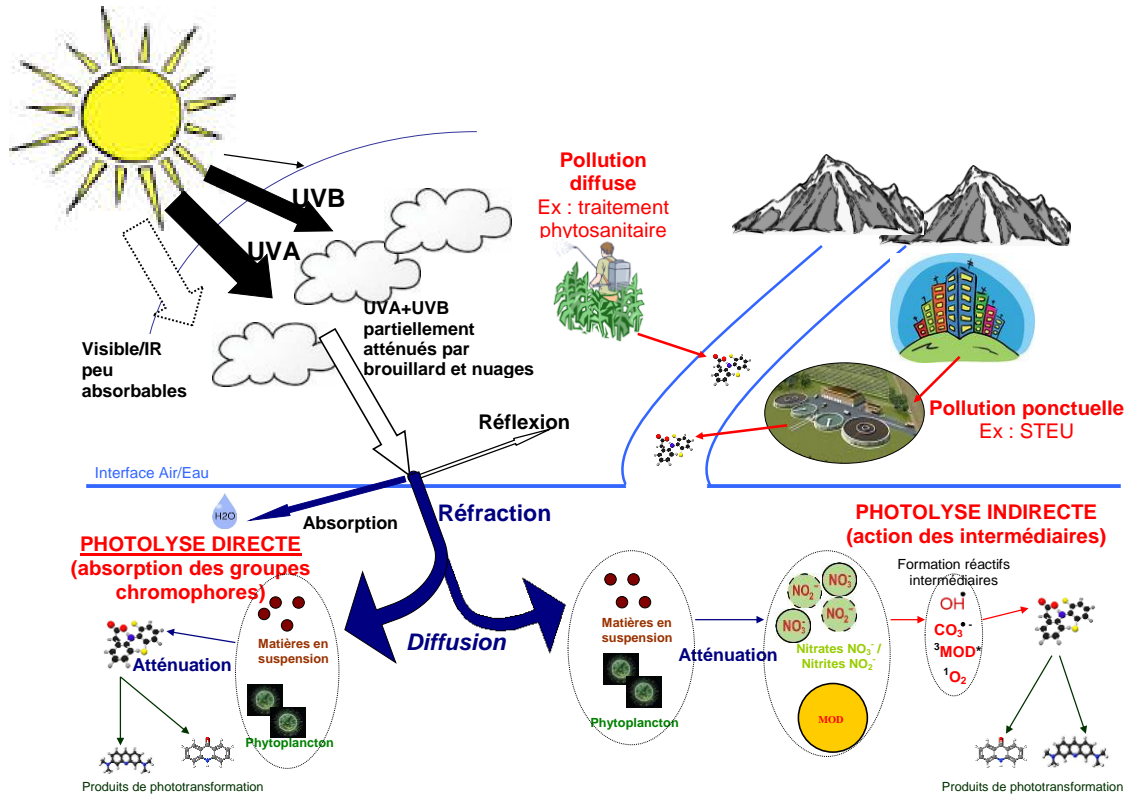 UVB
UVA
Visible/IR
peu
absorbables
UVA+UVB
partiellement
atténués par
brouillard et nuages
Pollution
diffuse
Ex : traitement
phytosanitaire
Pollution ponctuelle
Ex : STEU
Réflexion
Interface Air/Eau
H2O
Absorption
Réfraction
Diffusion
PHOTOLYSE DIRECTE
(absorption des groupes
chromophores)
Matières en
suspension
Phytoplancton
Atténuation
Produits de phototransformation
PHOTOLYSE INDIRECTE
(action des intermédiaires)
Matières en
suspension
Phytoplancton
Atténuation
NO₂⁻
NO₃⁻
NO₃⁻
NO₂⁻
Nitrates NO₃⁻/
Nitrites NO₂⁻
MOD
Formation réactifs
intermédiaires
OH•
CO₃•-
³MOD*
¹O₂
Produits de phototransformation